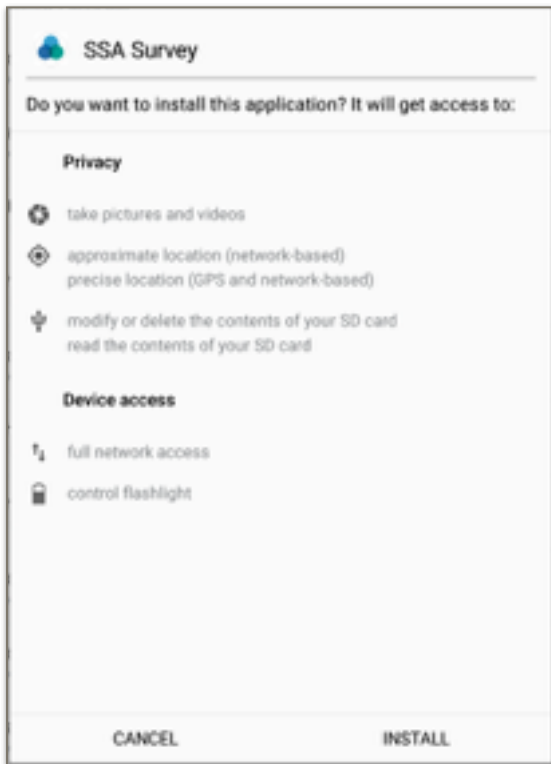 SSA Survey
Do you want to install this application? It will get access to:
Privacy
take pictures and videos
approximate location (network-based)
precise location (GPS and network-based)
modify or delete the contents of your SD card
read the contents of your SD card
Device access
full network access
control flashlight
CANCEL INSTALL